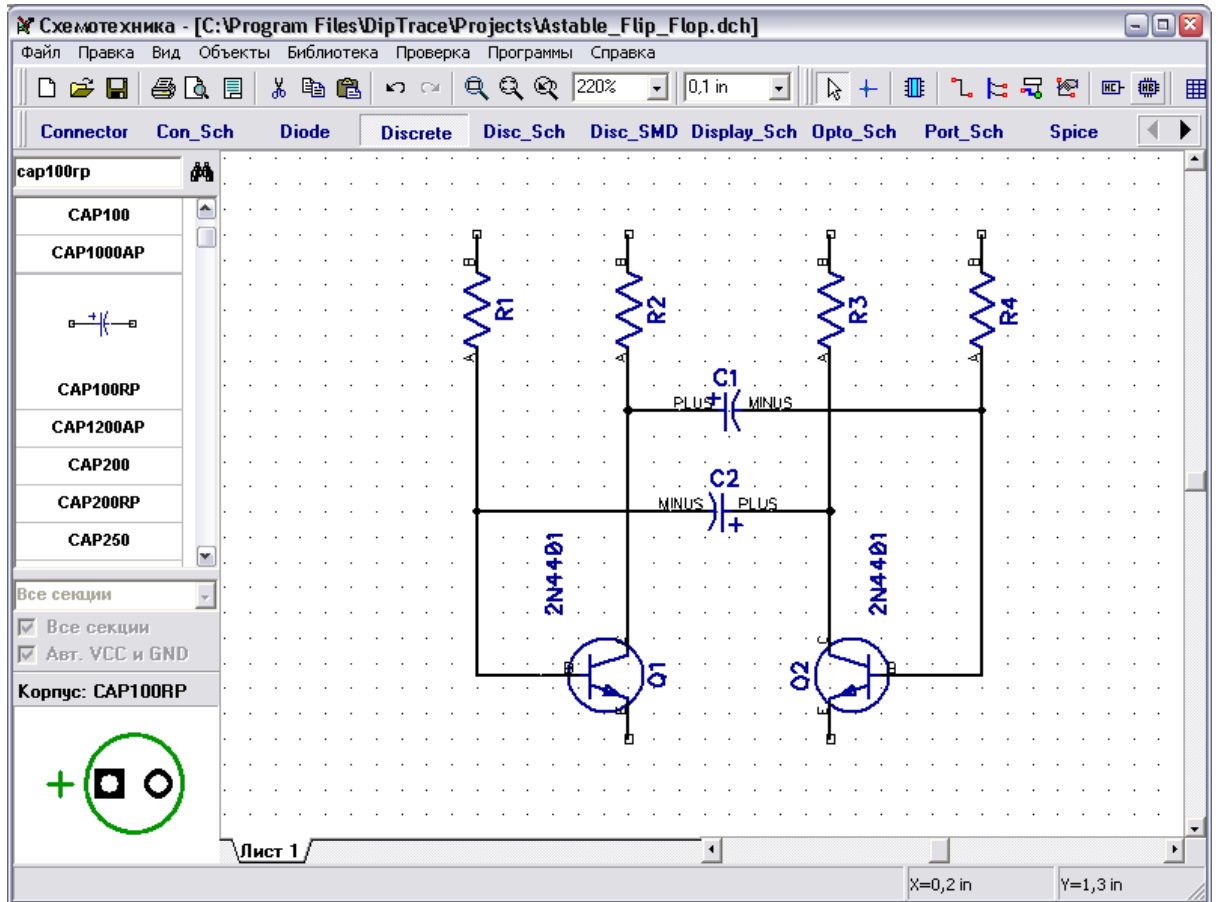 Схемотехника - [C:\Program Files\DipTrace\Projects\Astable_Flip_Flop.dch]
Файл Правка Вид Объекты Библиотека Проверка Программы Справка
220% 0,1 in
Connector Con_Sch Diode Discrete Disc_Sch Disc_SMD Display_Sch Opto_Sch Port_Sch Spice
cap100rp
CAP100
CAP1000AP
CAP100RP
CAP1200AP
CAP200
CAP200RP
CAP250
Все секции
Все секции
Авт. VCC и GND
Корпус: CAP100RP
B B B B
R1 R2 R3 R4
A A A A
C1
PLUS + MINUS
C2
MINUS PLUS
+
2N4401 2N4401
C C
B B
Q1 Q2
E E
Лист 1
X=0,2 in Y=1,3 in